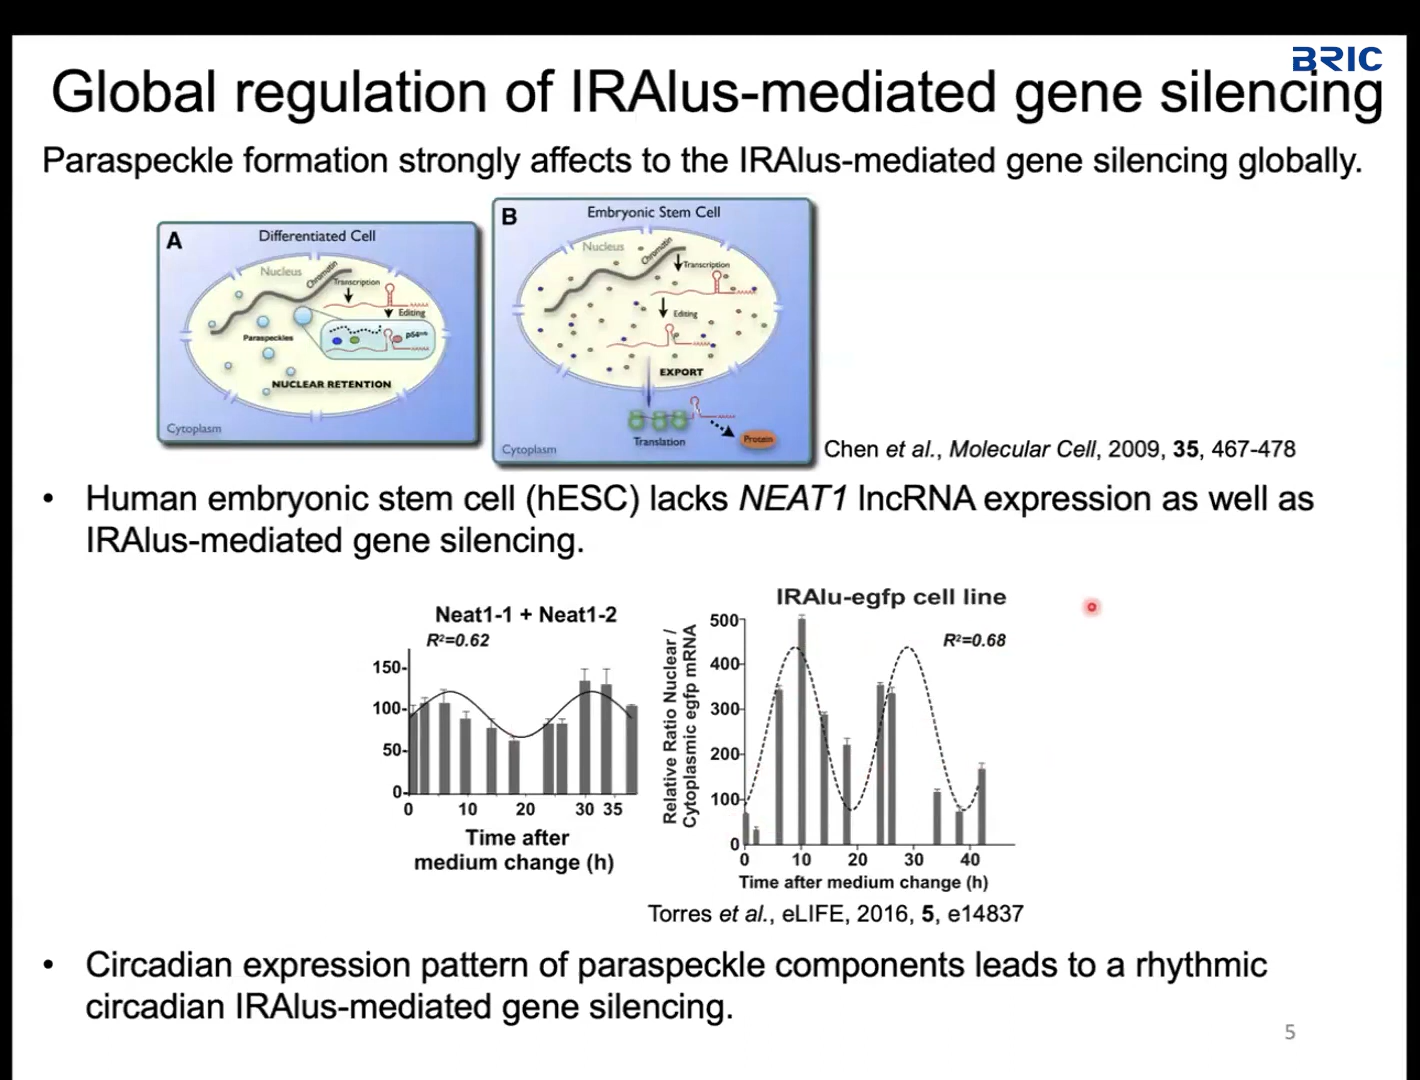 BRIC
Global regulation of IRAlus-mediated gene silencing
Paraspeckle formation strongly affects to the IRAlus-mediated gene silencing globally.
A
Differentiated Cell
Nucleus
Chromatin
Transcription
Editing
Paraspeckles
p54nrb
NUCLEAR RETENTION
Cytoplasm
B
Embryonic Stem Cell
Nucleus
Chromatin
Transcription
Editing
EXPORT
Translation
Protein
Cytoplasm
Chen et al., Molecular Cell, 2009, 35, 467-478
• Human embryonic stem cell (hESC) lacks NEAT1 lncRNA expression as well as
IRAlus-mediated gene silencing.
Neat1-1 + Neat1-2
R²=0.62
150
100
50
0
0 10 20 30 35
Time after
medium change (h)
IRAlu-egfp cell line
R²=0.68
Relative Ratio Nuclear /
Cytoplasmic egfp mRNA
500
400
300
200
100
0
0 10 20 30 40
Time after medium change (h)
Torres et al., eLIFE, 2016, 5, e14837
• Circadian expression pattern of paraspeckle components leads to a rhythmic
circadian IRAlus-mediated gene silencing.
5